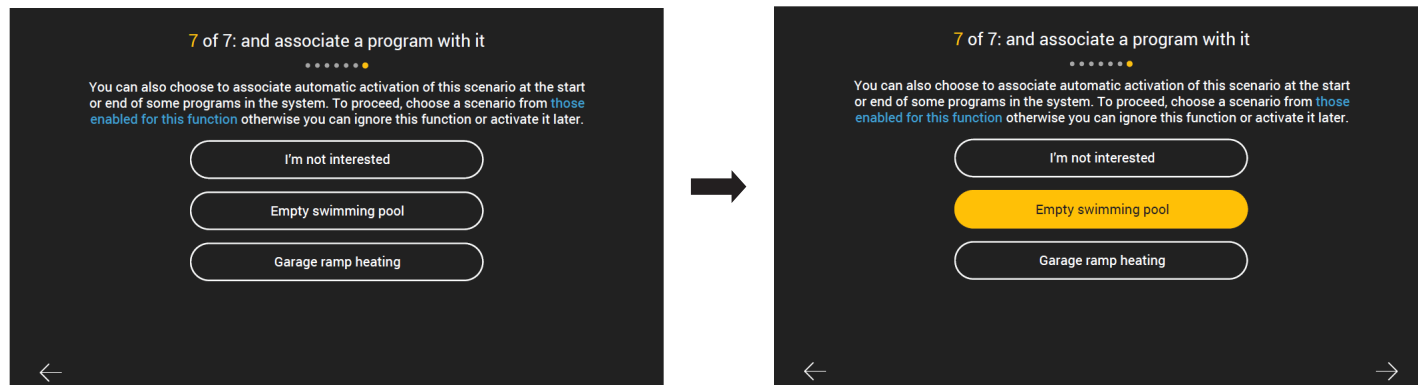 7 of 7: and associate a program with it
You can also choose to associate automatic activation of this scenario at the start
or end of some programs in the system. To proceed, choose a scenario from those
enabled for this function otherwise you can ignore this function or activate it later.
I'm not interested
Empty swimming pool
Garage ramp heating
7 of 7: and associate a program with it
You can also choose to associate automatic activation of this scenario at the start
or end of some programs in the system. To proceed, choose a scenario from those
enabled for this function otherwise you can ignore this function or activate it later.
I'm not interested
Empty swimming pool
Garage ramp heating